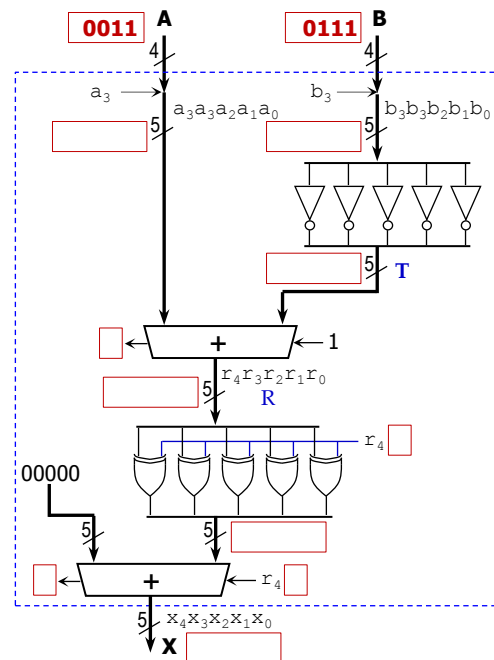 A B
0011 0111
4 4
a₃ b₃
a₃a₃a₂a₁a₀ b₃b₃b₂b₁b₀
5 5
5 T
+ 1
r₄r₃r₂r₁r₀
5 R
r₄
00000
5 5
+ r₄
5 x₄x₃x₂x₁x₀
X